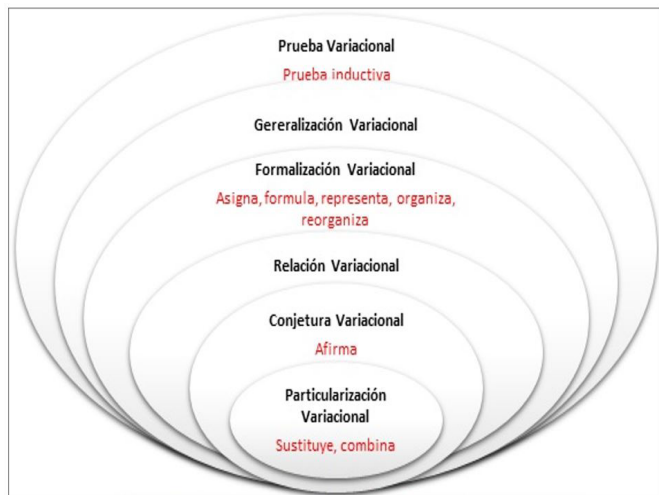 Prueba Variacional
Prueba inductiva
Gereralización Variacional
Formalización Variacional
Asigna, formula, representa, organiza,
reorganiza
Relación Variacional
Conjetura Variacional
Afirma
Particularización
Variacional
Sustituye, combina